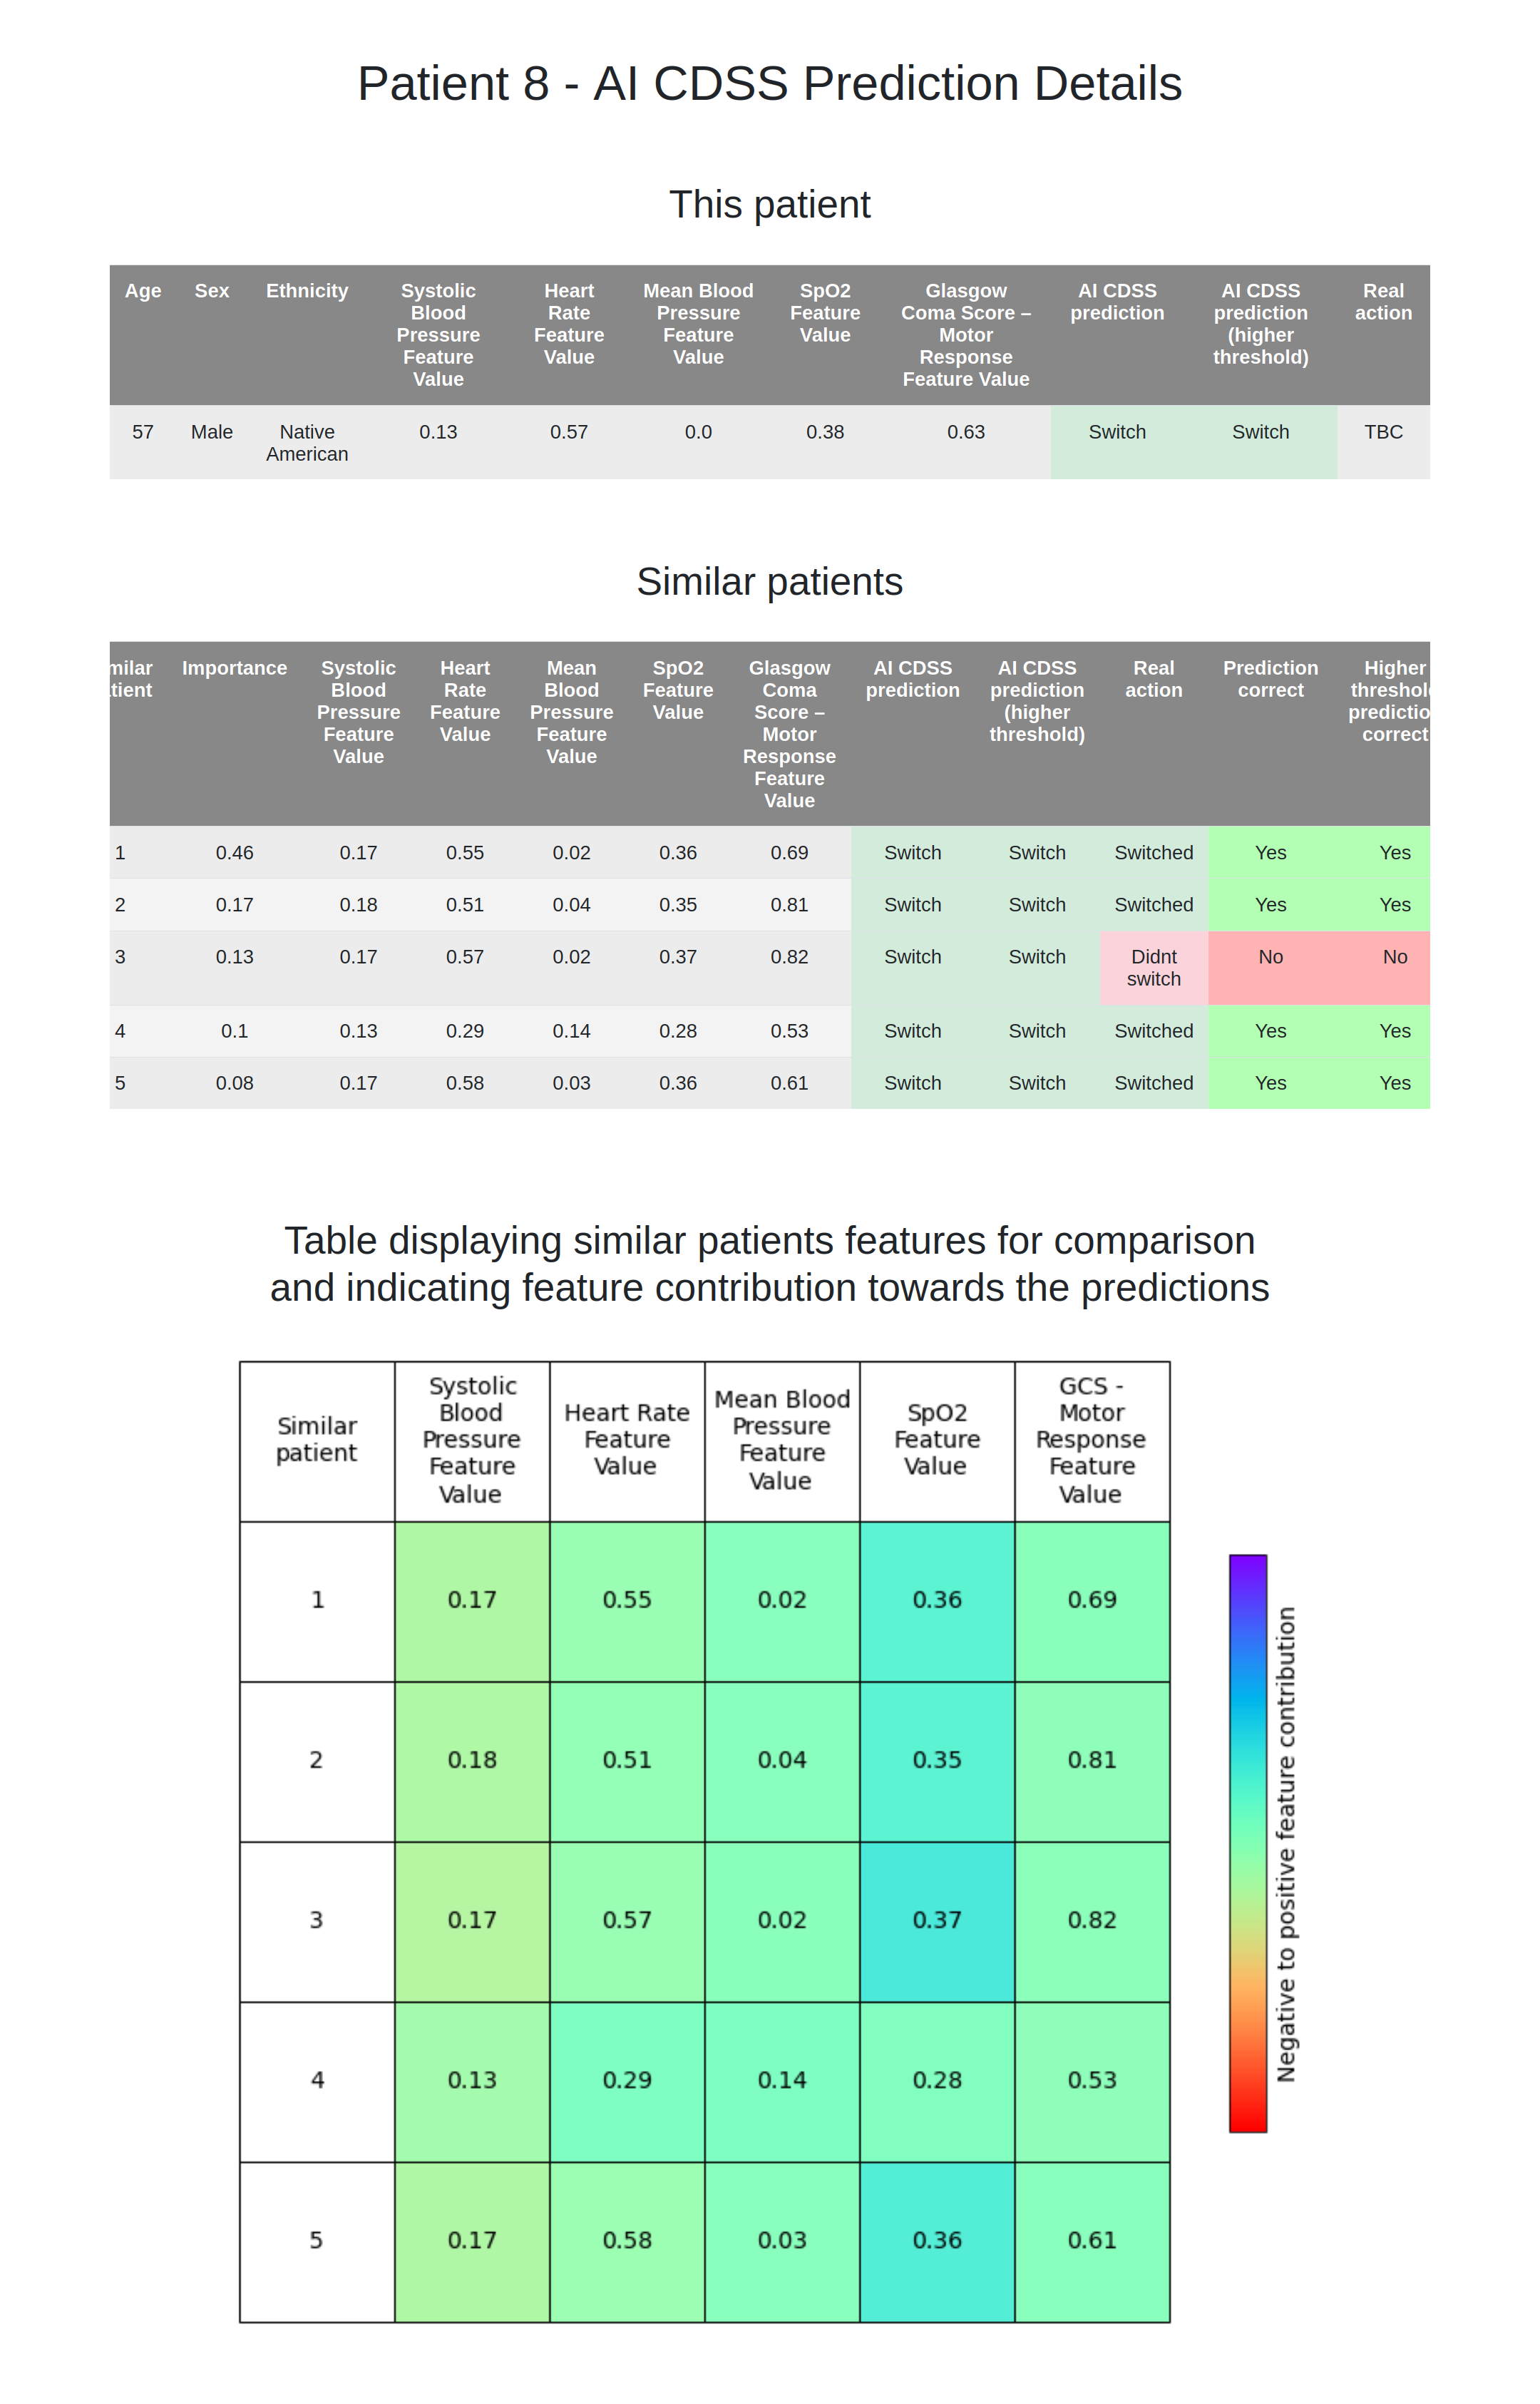 Patient 8 - AI CDSS Prediction Details
This patient
Age Sex Ethnicity Systolic Blood Pressure Feature Value Heart Rate Feature Value Mean Blood Pressure Feature Value SpO2 Feature Value Glasgow Coma Score – Motor Response Feature Value AI CDSS prediction AI CDSS prediction (higher threshold) Real action
57 Male Native American 0.13 0.57 0.0 0.38 0.63 Switch Switch TBC
Similar patients
milar tient Importance Systolic Blood Pressure Feature Value Heart Rate Feature Value Mean Blood Pressure Feature Value SpO2 Feature Value Glasgow Coma Score – Motor Response Feature Value AI CDSS prediction AI CDSS prediction (higher threshold) Real action Prediction correct Higher threshold prediction correct
1 0.46 0.17 0.55 0.02 0.36 0.69 Switch Switch Switched Yes Yes
2 0.17 0.18 0.51 0.04 0.35 0.81 Switch Switch Switched Yes Yes
3 0.13 0.17 0.57 0.02 0.37 0.82 Switch Switch Didnt switch No No
4 0.1 0.13 0.29 0.14 0.28 0.53 Switch Switch Switched Yes Yes
5 0.08 0.17 0.58 0.03 0.36 0.61 Switch Switch Switched Yes Yes
Table displaying similar patients features for comparison
and indicating feature contribution towards the predictions
Similar patient Systolic Blood Pressure Feature Value Heart Rate Feature Value Mean Blood Pressure Feature Value SpO2 Feature Value GCS - Motor Response Feature Value
1 0.17 0.55 0.02 0.36 0.69
2 0.18 0.51 0.04 0.35 0.81
3 0.17 0.57 0.02 0.37 0.82
4 0.13 0.29 0.14 0.28 0.53
5 0.17 0.58 0.03 0.36 0.61
Negative to positive feature contribution